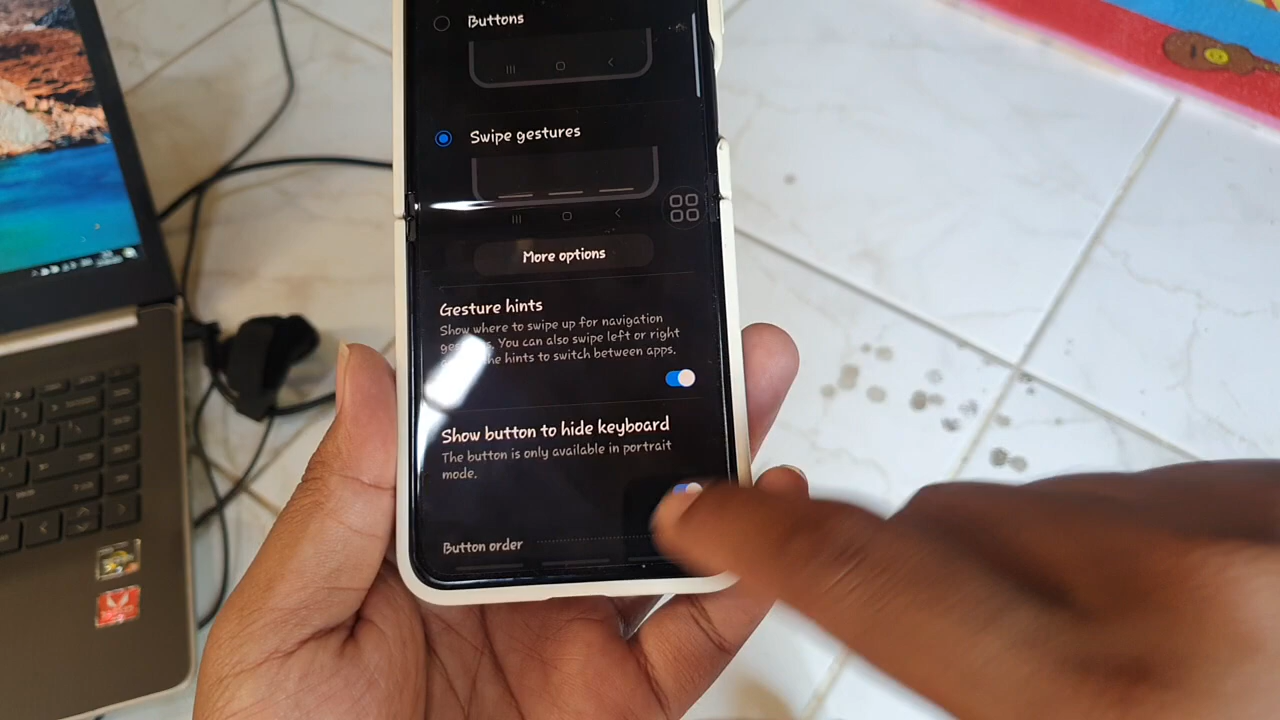 Buttons
Swipe gestures
More options
Gesture hints
Show where to swipe up for navigation
You can also swipe left or right
the hints to switch between apps.
Show button to hide keyboard
The button is only available in portrait
mode.
Button order